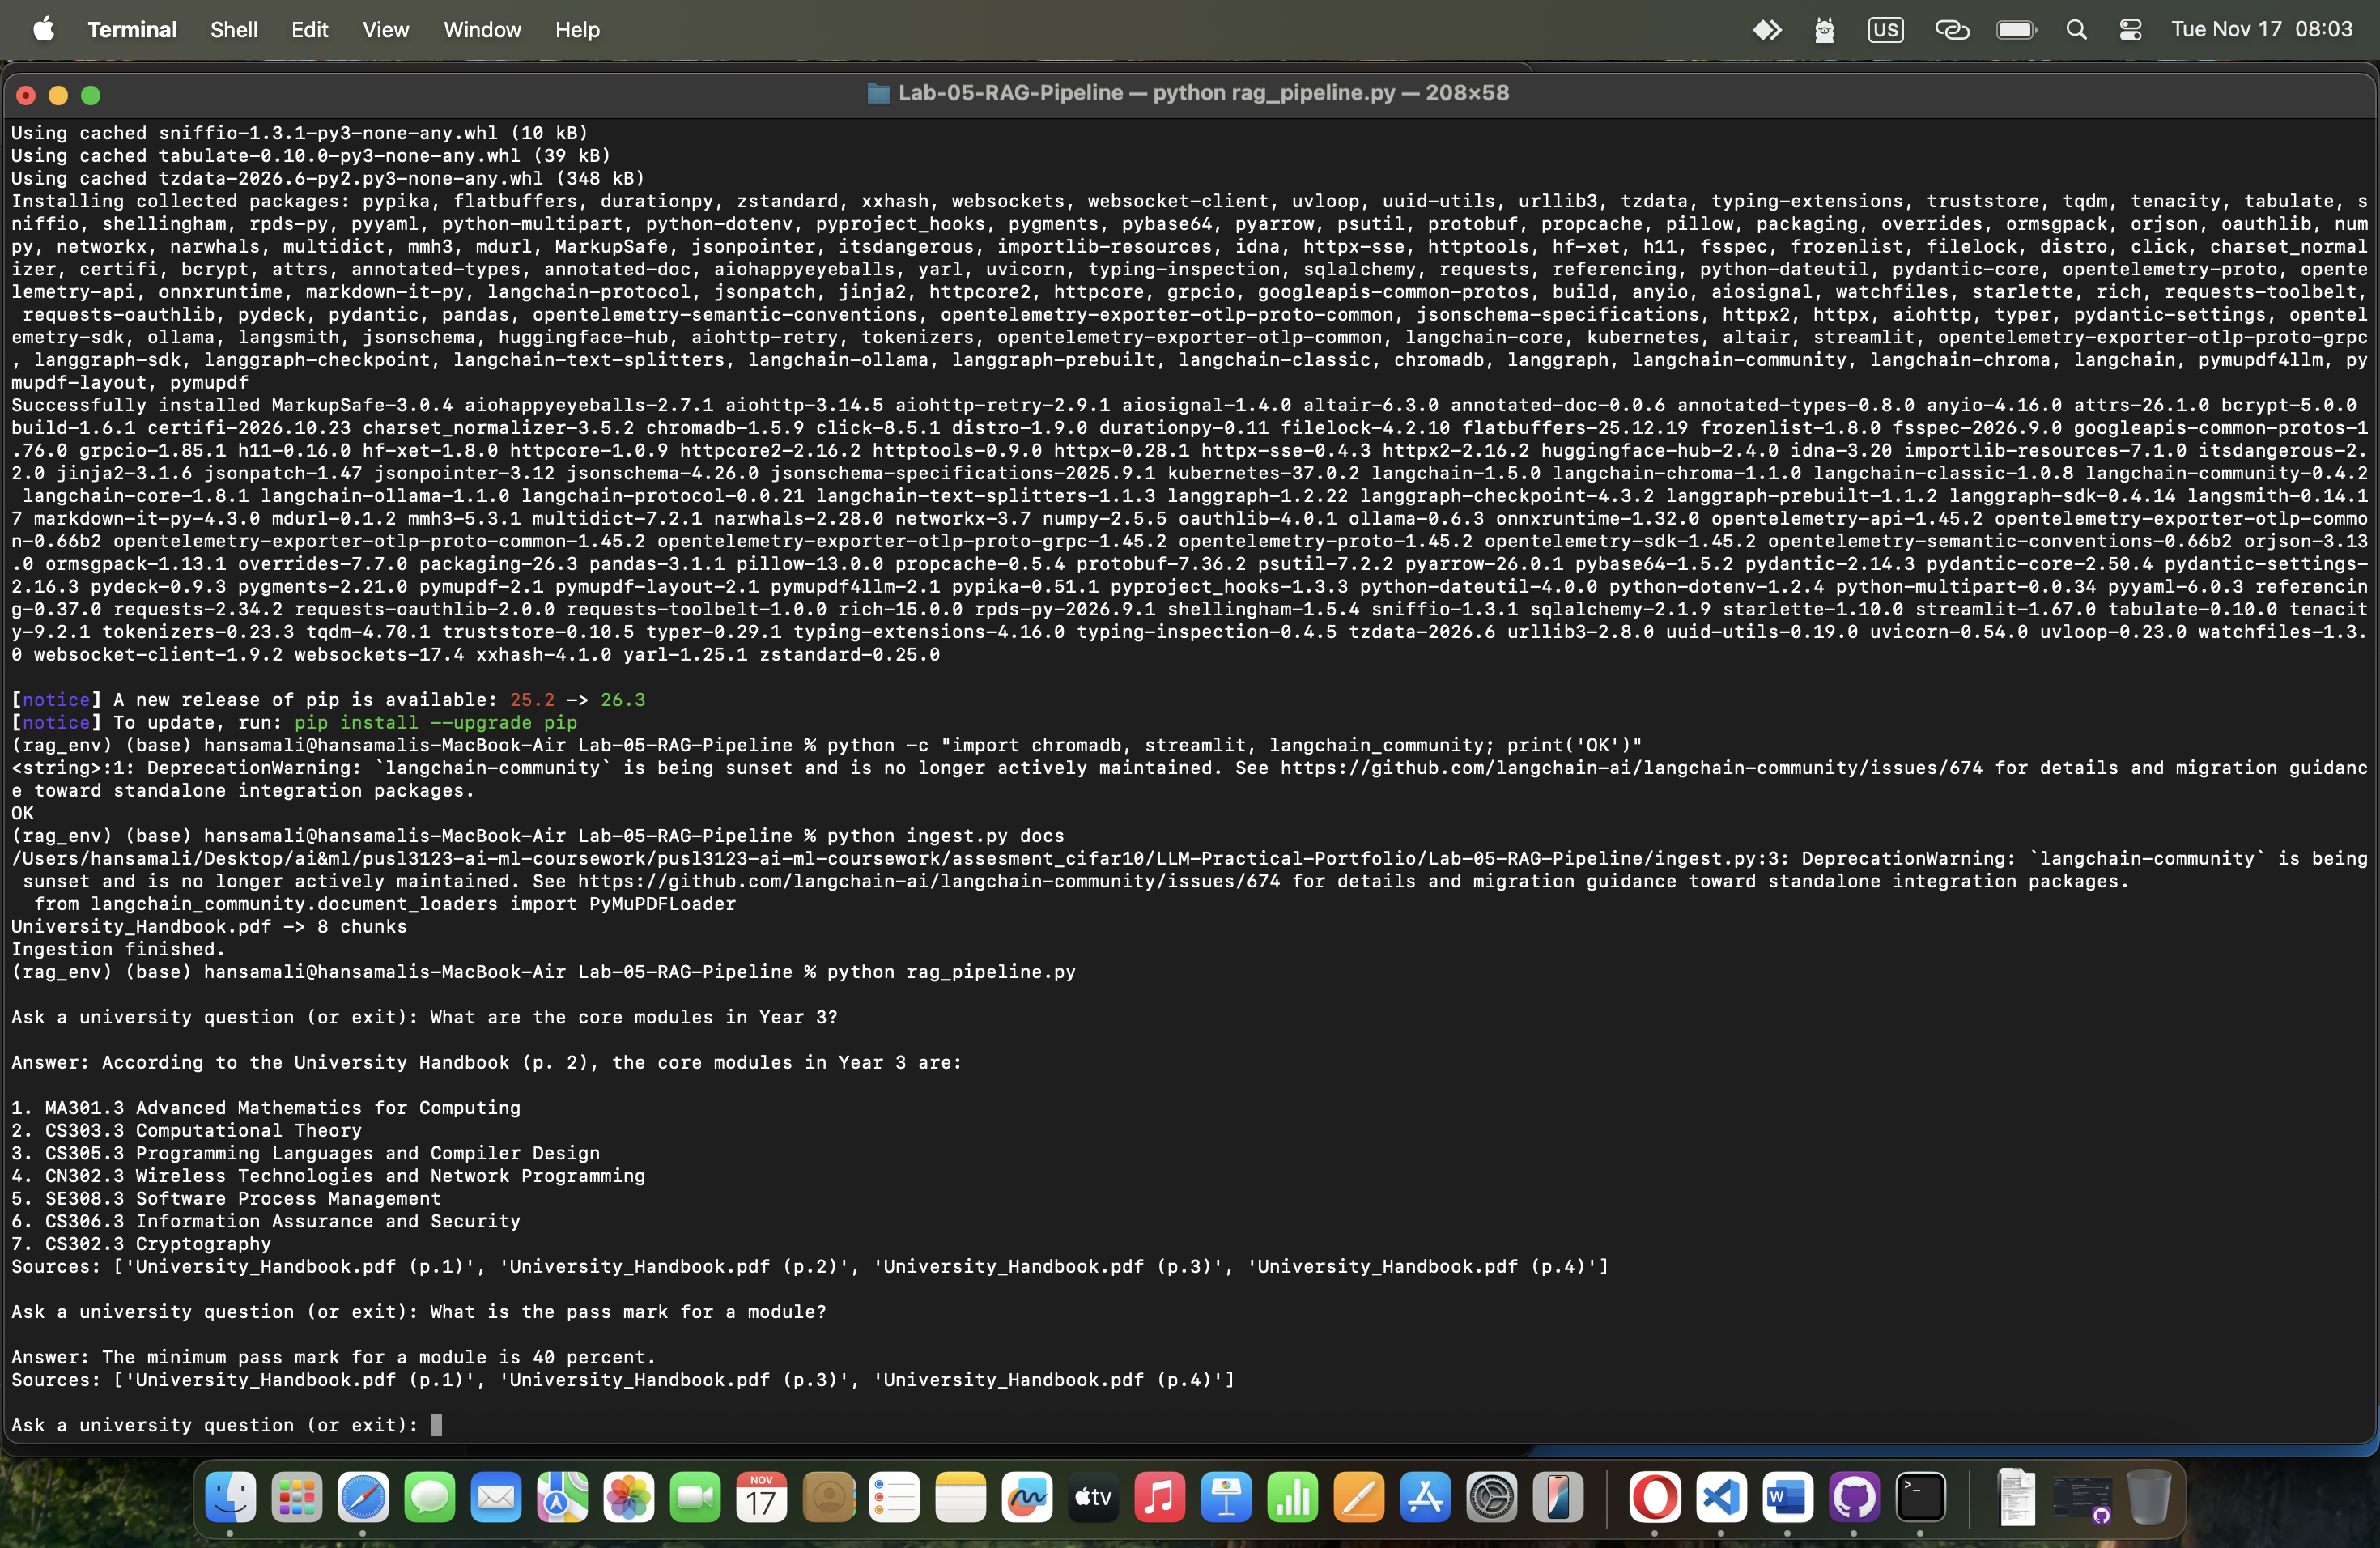 Terminal Shell Edit View Window Help US Tue Nov 17 08:03
Lab-05-RAG-Pipeline — python rag_pipeline.py — 208×58
Using cached sniffio-1.3.1-py3-none-any.whl (10 kB)
Using cached tabulate-0.10.0-py3-none-any.whl (39 kB)
Using cached tzdata-2026.6-py2.py3-none-any.whl (348 kB)
Installing collected packages: pypika, flatbuffers, durationpy, zstandard, xxhash, websockets, websocket-client, uvloop, uuid-utils, urllib3, tzdata, typing-extensions, truststore, tqdm, tenacity, tabulate, s
niffio, shellingham, rpds-py, pyyaml, python-multipart, python-dotenv, pyproject_hooks, pygments, pybase64, pyarrow, psutil, protobuf, propcache, pillow, packaging, overrides, ormsgpack, orjson, oauthlib, num
py, networkx, narwhals, multidict, mmh3, mdurl, MarkupSafe, jsonpointer, itsdangerous, importlib-resources, idna, httpx-sse, httptools, hf-xet, h11, fsspec, frozenlist, filelock, distro, click, charset_normal
izer, certifi, bcrypt, attrs, annotated-types, annotated-doc, aiohappyeyeballs, yarl, uvicorn, typing-inspection, sqlalchemy, requests, referencing, python-dateutil, pydantic-core, opentelemetry-proto, opente
lemetry-api, onnxruntime, markdown-it-py, langchain-protocol, jsonpatch, jinja2, httpcore2, httpcore, grpcio, googleapis-common-protos, build, anyio, aiosignal, watchfiles, starlette, rich, requests-toolbelt,
 requests-oauthlib, pydeck, pydantic, pandas, opentelemetry-semantic-conventions, opentelemetry-exporter-otlp-proto-common, jsonschema-specifications, httpx2, httpx, aiohttp, typer, pydantic-settings, opentel
emetry-sdk, ollama, langsmith, jsonschema, huggingface-hub, aiohttp-retry, tokenizers, opentelemetry-exporter-otlp-common, langchain-core, kubernetes, altair, streamlit, opentelemetry-exporter-otlp-proto-grpc
, langgraph-sdk, langgraph-checkpoint, langchain-text-splitters, langchain-ollama, langgraph-prebuilt, langchain-classic, chromadb, langgraph, langchain-community, langchain-chroma, langchain, pymupdf4llm, py
mupdf-layout, pymupdf
Successfully installed MarkupSafe-3.0.4 aiohappyeyeballs-2.7.1 aiohttp-3.14.5 aiohttp-retry-2.9.1 aiosignal-1.4.0 altair-6.3.0 annotated-doc-0.0.6 annotated-types-0.8.0 anyio-4.16.0 attrs-26.1.0 bcrypt-5.0.0
build-1.6.1 certifi-2026.10.23 charset_normalizer-3.5.2 chromadb-1.5.9 click-8.5.1 distro-1.9.0 durationpy-0.11 filelock-4.2.10 flatbuffers-25.12.19 frozenlist-1.8.0 fsspec-2026.9.0 googleapis-common-protos-1
.76.0 grpcio-1.85.1 h11-0.16.0 hf-xet-1.8.0 httpcore-1.0.9 httpcore2-2.16.2 httptools-0.9.0 httpx-0.28.1 httpx-sse-0.4.3 httpx2-2.16.2 huggingface-hub-2.4.0 idna-3.20 importlib-resources-7.1.0 itsdangerous-2.
2.0 jinja2-3.1.6 jsonpatch-1.47 jsonpointer-3.12 jsonschema-4.26.0 jsonschema-specifications-2025.9.1 kubernetes-37.0.2 langchain-1.5.0 langchain-chroma-1.1.0 langchain-classic-1.0.8 langchain-community-0.4.2
 langchain-core-1.8.1 langchain-ollama-1.1.0 langchain-protocol-0.0.21 langchain-text-splitters-1.1.3 langgraph-1.2.22 langgraph-checkpoint-4.3.2 langgraph-prebuilt-1.1.2 langgraph-sdk-0.4.14 langsmith-0.14.1
7 markdown-it-py-4.3.0 mdurl-0.1.2 mmh3-5.3.1 multidict-7.2.1 narwhals-2.28.0 networkx-3.7 numpy-2.5.5 oauthlib-4.0.1 ollama-0.6.3 onnxruntime-1.32.0 opentelemetry-api-1.45.2 opentelemetry-exporter-otlp-commo
n-0.66b2 opentelemetry-exporter-otlp-proto-common-1.45.2 opentelemetry-exporter-otlp-proto-grpc-1.45.2 opentelemetry-proto-1.45.2 opentelemetry-sdk-1.45.2 opentelemetry-semantic-conventions-0.66b2 orjson-3.13
.0 ormsgpack-1.13.1 overrides-7.7.0 packaging-26.3 pandas-3.1.1 pillow-13.0.0 propcache-0.5.4 protobuf-7.36.2 psutil-7.2.2 pyarrow-26.0.1 pybase64-1.5.2 pydantic-2.14.3 pydantic-core-2.50.4 pydantic-settings-
2.16.3 pydeck-0.9.3 pygments-2.21.0 pymupdf-2.1 pymupdf-layout-2.1 pymupdf4llm-2.1 pypika-0.51.1 pyproject_hooks-1.3.3 python-dateutil-4.0.0 python-dotenv-1.2.4 python-multipart-0.0.34 pyyaml-6.0.3 referencin
g-0.37.0 requests-2.34.2 requests-oauthlib-2.0.0 requests-toolbelt-1.0.0 rich-15.0.0 rpds-py-2026.9.1 shellingham-1.5.4 sniffio-1.3.1 sqlalchemy-2.1.9 starlette-1.10.0 streamlit-1.67.0 tabulate-0.10.0 tenacit
y-9.2.1 tokenizers-0.23.3 tqdm-4.70.1 truststore-0.10.5 typer-0.29.1 typing-extensions-4.16.0 typing-inspection-0.4.5 tzdata-2026.6 urllib3-2.8.0 uuid-utils-0.19.0 uvicorn-0.54.0 uvloop-0.23.0 watchfiles-1.3.
0 websocket-client-1.9.2 websockets-17.4 xxhash-4.1.0 yarl-1.25.1 zstandard-0.25.0
[notice] A new release of pip is available: 25.2 -> 26.3
[notice] To update, run: pip install --upgrade pip
(rag_env) (base) hansamali@hansamalis-MacBook-Air Lab-05-RAG-Pipeline % python -c "import chromadb, streamlit, langchain_community; print('OK')"
<string>:1: DeprecationWarning: `langchain-community` is being sunset and is no longer actively maintained. See https://github.com/langchain-ai/langchain-community/issues/674 for details and migration guidanc
e toward standalone integration packages.
OK
(rag_env) (base) hansamali@hansamalis-MacBook-Air Lab-05-RAG-Pipeline % python ingest.py docs
/Users/hansamali/Desktop/ai&ml/pusl3123-ai-ml-coursework/pusl3123-ai-ml-coursework/assesment_cifar10/LLM-Practical-Portfolio/Lab-05-RAG-Pipeline/ingest.py:3: DeprecationWarning: `langchain-community` is being
 sunset and is no longer actively maintained. See https://github.com/langchain-ai/langchain-community/issues/674 for details and migration guidance toward standalone integration packages.
  from langchain_community.document_loaders import PyMuPDFLoader
University_Handbook.pdf -> 8 chunks
Ingestion finished.
(rag_env) (base) hansamali@hansamalis-MacBook-Air Lab-05-RAG-Pipeline % python rag_pipeline.py
Ask a university question (or exit): What are the core modules in Year 3?
Answer: According to the University Handbook (p. 2), the core modules in Year 3 are:
1. MA301.3 Advanced Mathematics for Computing
2. CS303.3 Computational Theory
3. CS305.3 Programming Languages and Compiler Design
4. CN302.3 Wireless Technologies and Network Programming
5. SE308.3 Software Process Management
6. CS306.3 Information Assurance and Security
7. CS302.3 Cryptography
Sources: ['University_Handbook.pdf (p.1)', 'University_Handbook.pdf (p.2)', 'University_Handbook.pdf (p.3)', 'University_Handbook.pdf (p.4)']
Ask a university question (or exit): What is the pass mark for a module?
Answer: The minimum pass mark for a module is 40 percent.
Sources: ['University_Handbook.pdf (p.1)', 'University_Handbook.pdf (p.3)', 'University_Handbook.pdf (p.4)']
Ask a university question (or exit):
NOV
17
tv
W
>_